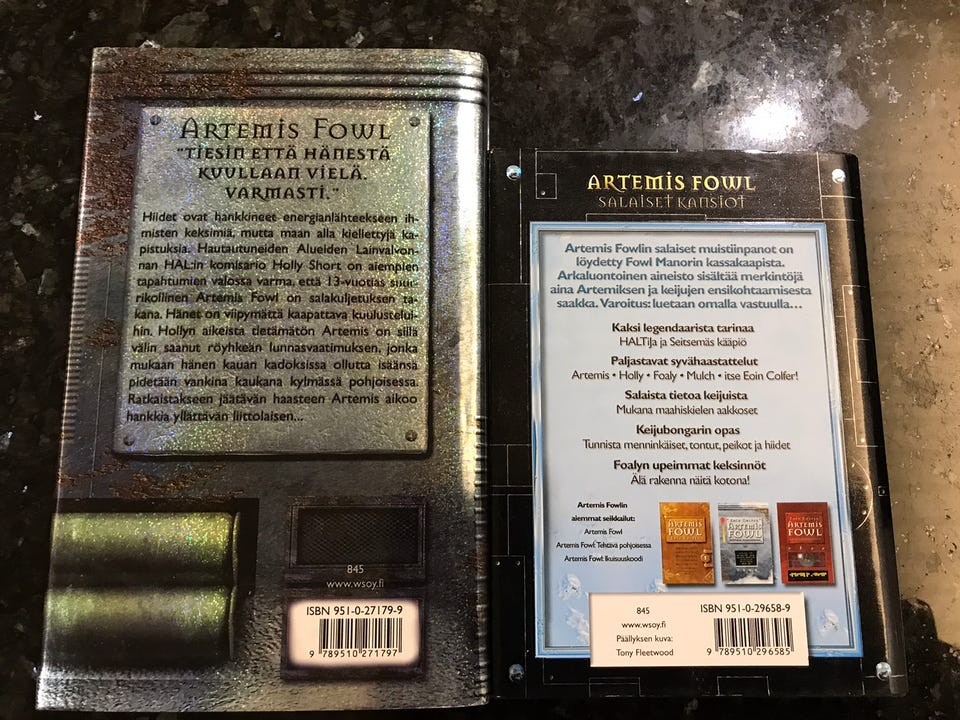 ARTEMIS FOWL
"TIESIN ETTÄ HÄNESTÄ
KUULLAAN VIELÄ.
VARMASTI."
Hiidet ovat hankkineet energianlähteekseen ih-
misten keksimiä, mutta maan alla kiellettyjä ka-
pistuksia. Hautautuneiden Alueiden Lainvalvon-
nan HAL:in komisario Holly Short on aiempien
tapahtumien valossa varma, että 13-vuotias suur-
rikollinen Artemis Fowl on salakuljetuksen ta-
kana. Hänet on viipymättä kaapattava kuulustelui-
hin. Hollyn aikeista tietämätön Artemis on sillä
välin saanut röyhkeän lunnasvaatimuksen, jonka
mukaan hänen kauan kadoksissa ollutta isäänsä
pidetään vankina kaukana kylmässä pohjoisessa.
Ratkaistakseen jäätävän haasteen Artemis aikoo
hankkia yllättävän liittolaisen...
845
www.wsoy.fi
ISBN 951-0-27179-9
9 789510 271797
ARTEMIS FOWL
SALAISET KANSIOT
Artemis Fowlin salaiset muistiinpanot on
löydetty Fowl Manorin kassakaapista.
Arkaluontoinen aineisto sisältää merkintöjä
aina Artemiksen ja keijujen ensikohtaamisesta
saakka. Varoitus: luetaan omalla vastuulla...
Kaksi legendaarista tarinaa
HALTIJa ja Seitsemäs kääpiö
Paljastavat syvähaastattelut
Artemis • Holly • Foaly • Mulch • itse Eoin Colfer!
Salaista tietoa keijuista
Mukana maahiskielen aakkoset
Keijubongarin opas
Tunnista menninkäiset, tontut, peikot ja hiidet
Foalyn upeimmat keksinnöt
Älä rakenna näitä kotona!
Artemis Fowlin
aiemmat seikkailut:
Artemis Fowl
Artemis Fowl: Tehtävä pohjoisessa
Artemis Fowl: Ikuisuuskoodi
ARTEMIS
FOWL
EOIN COLFER
ARTEMIS
FOWL
EOIN COLFER
ARTEMIS
FOWL
845
www.wsoy.fi
Päällyksen kuva:
Tony Fleetwood
ISBN 951-0-29658-9
9 789510 296585